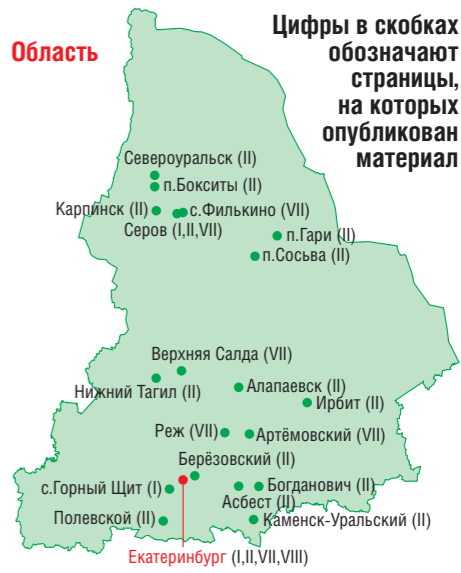 Область
Цифры в скобках
обозначают
страницы,
на которых
опубликован
материал
Североуральск (II)
п.Бокситы (II)
Карпинск (II)
с.Филькино (VII)
Серов (I,II,VII)
п.Гари (II)
п.Сосьва (II)
Верхняя Салда (VII)
Нижний Тагил (II)
Алапаевск (II)
Ирбит (II)
Реж (VII)
Артёмовский (VII)
Берёзовский (II)
с.Горный Щит (I)
Богданович (II)
Асбест (II)
Полевской (II)
Каменск-Уральский (II)
Екатеринбург (I,II,VII,VIII)